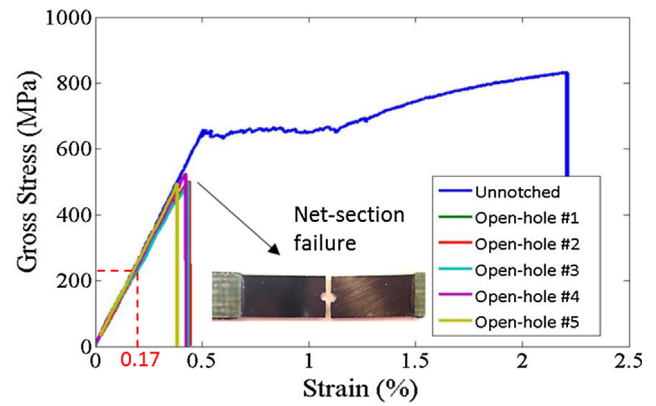 1000
800
600
400
200
0
Gross Stress (MPa)
Net-section
failure
Unnotched
Open-hole #1
Open-hole #2
Open-hole #3
Open-hole #4
Open-hole #5
0
0.17
0.5
1
1.5
2
2.5
Strain (%)